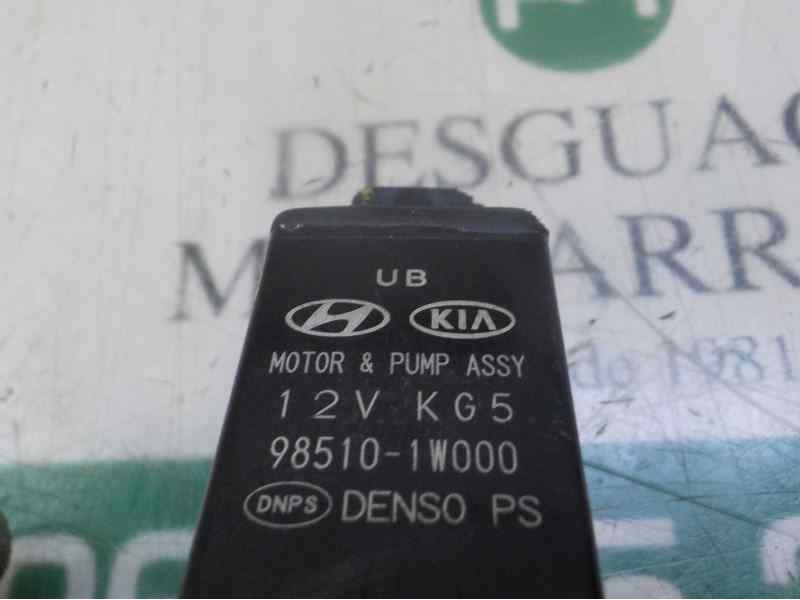 DESGUAC
M ARR
de 1981
UB
KIA
MOTOR & PUMP ASSY
12V KG5
98510-1W000
DNPS DENSO PS